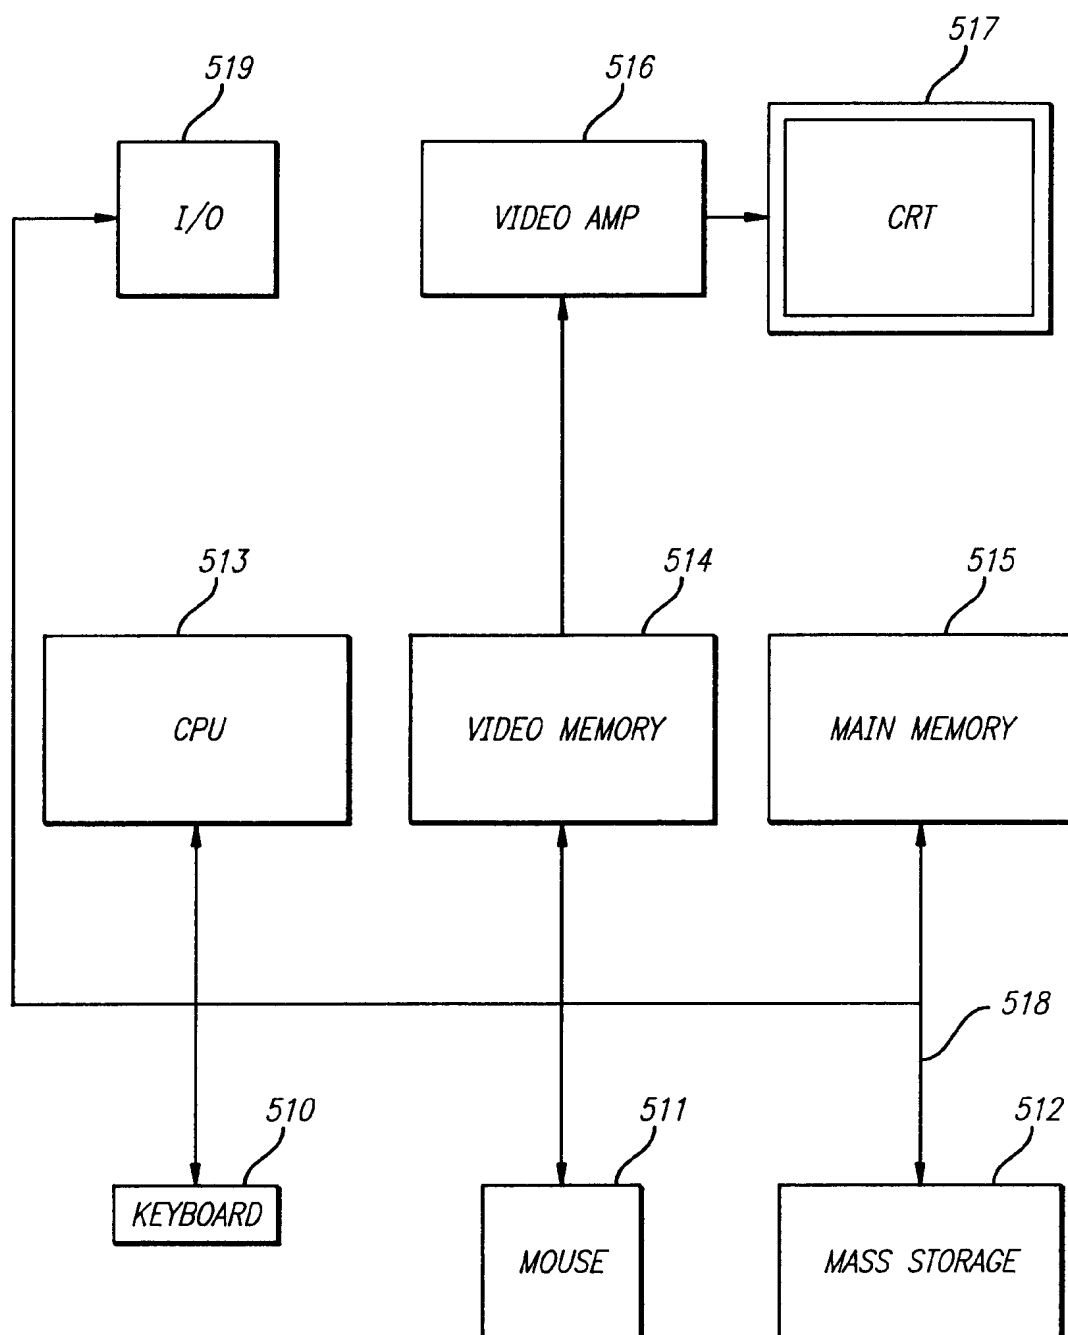 517
519
516
I/O
VIDEO AMP
CRT
513
514
515
CPU
VIDEO MEMORY
MAIN MEMORY
518
510
511
512
KEYBOARD
MOUSE
MASS STORAGE